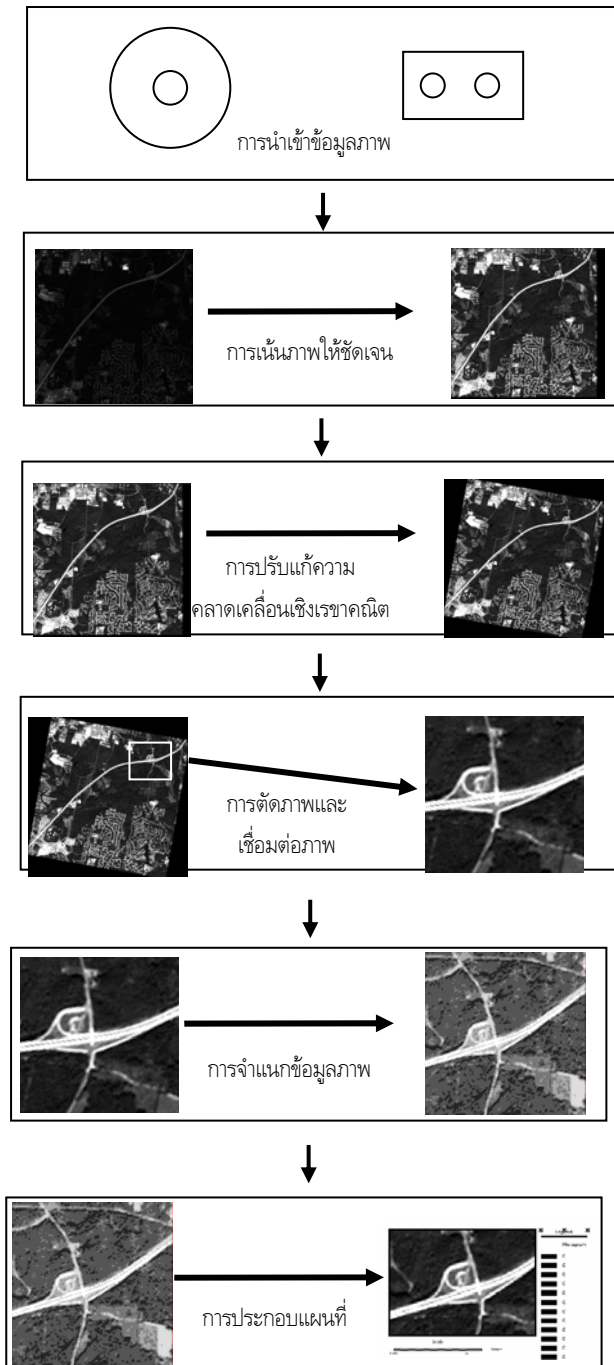 การนำเข้าข้อมูลภาพ
การเน้นภาพให้ชัดเจน
การปรับแก้ความ
คลาดเคลื่อนเชิงเรขาคณิต
การตัดภาพและ
เชื่อมต่อภาพ
การจำแนกข้อมูลภาพ
การประกอบแผนที่